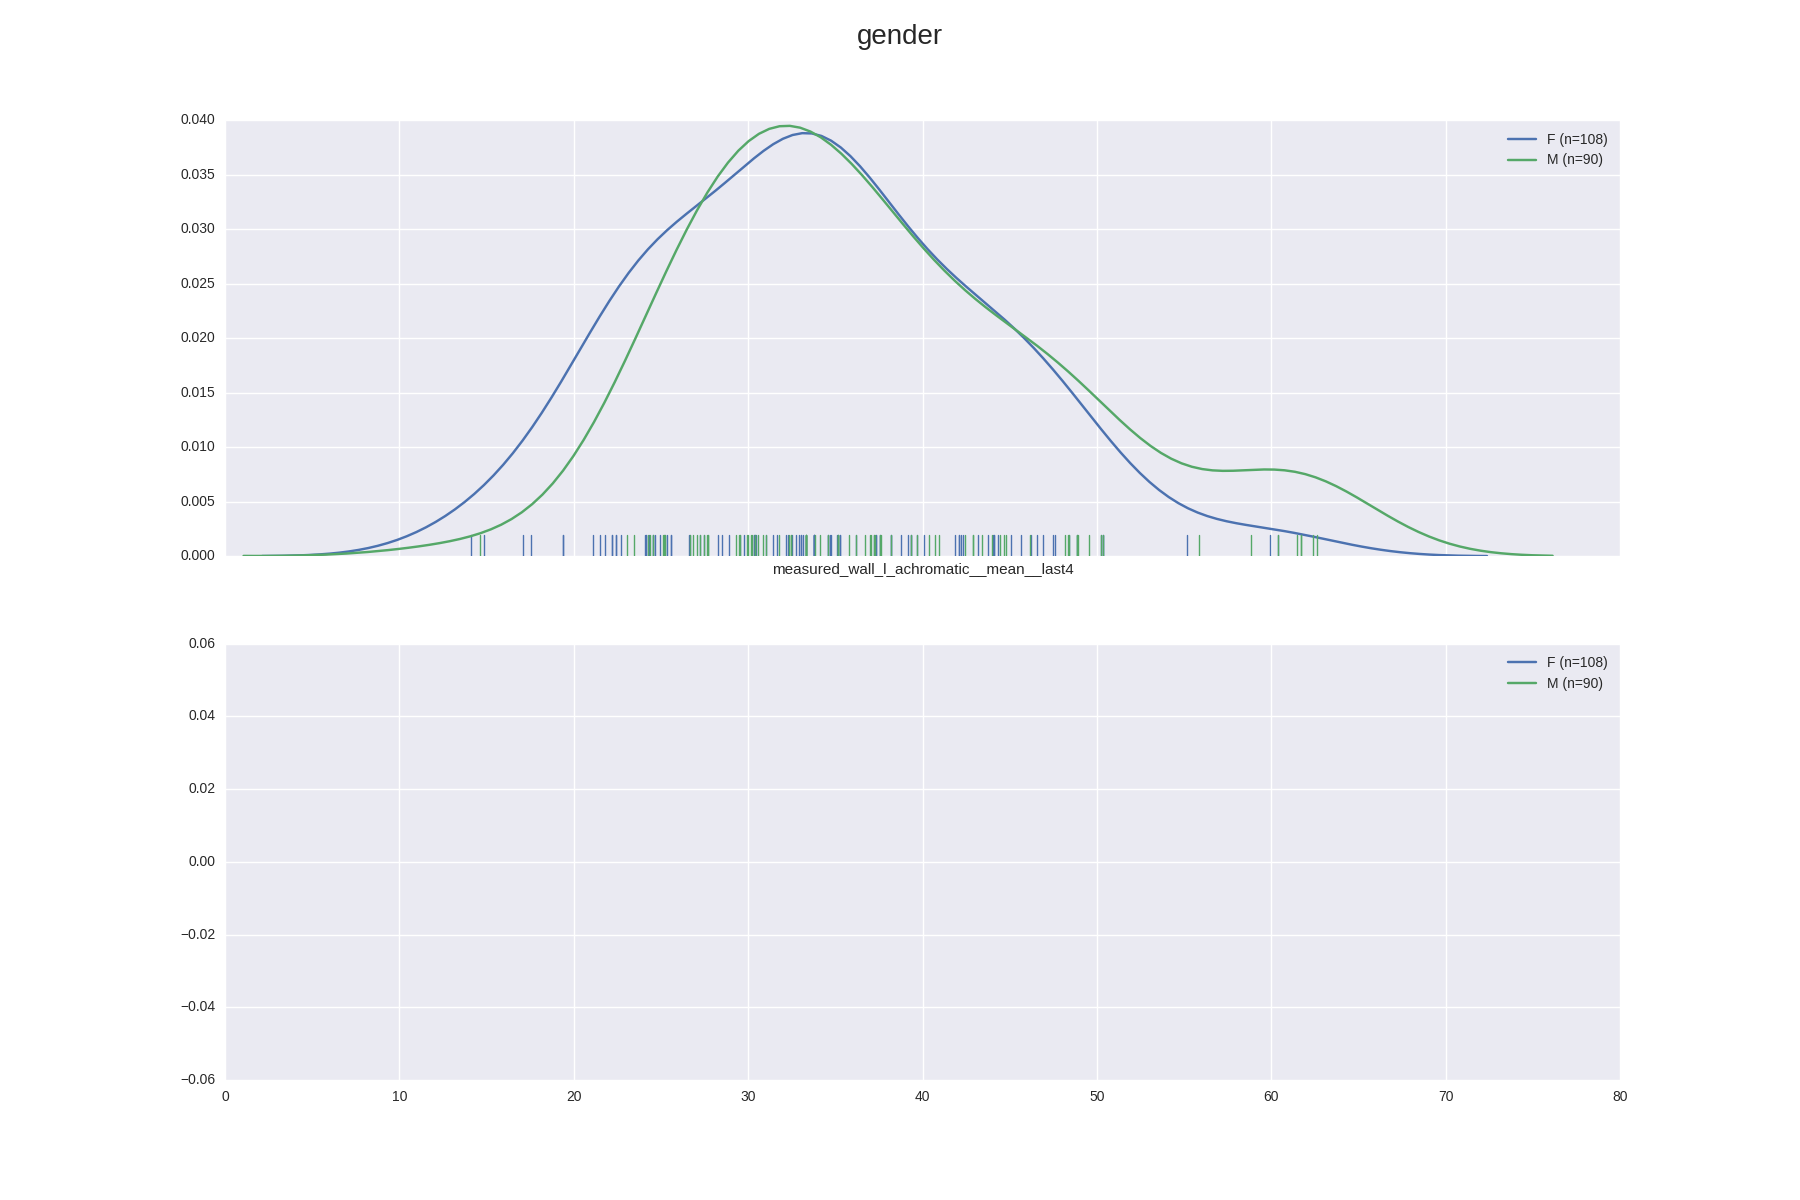 gender
0.040
0.035
0.030
0.025
0.020
0.015
0.010
0.005
0.000
F (n=108)
M (n=90)
measured_wall_l_achromatic__mean__last4
0.06
0.04
0.02
0.00
−0.02
−0.04
−0.06
F (n=108)
M (n=90)
0 10 20 30 40 50 60 70 80